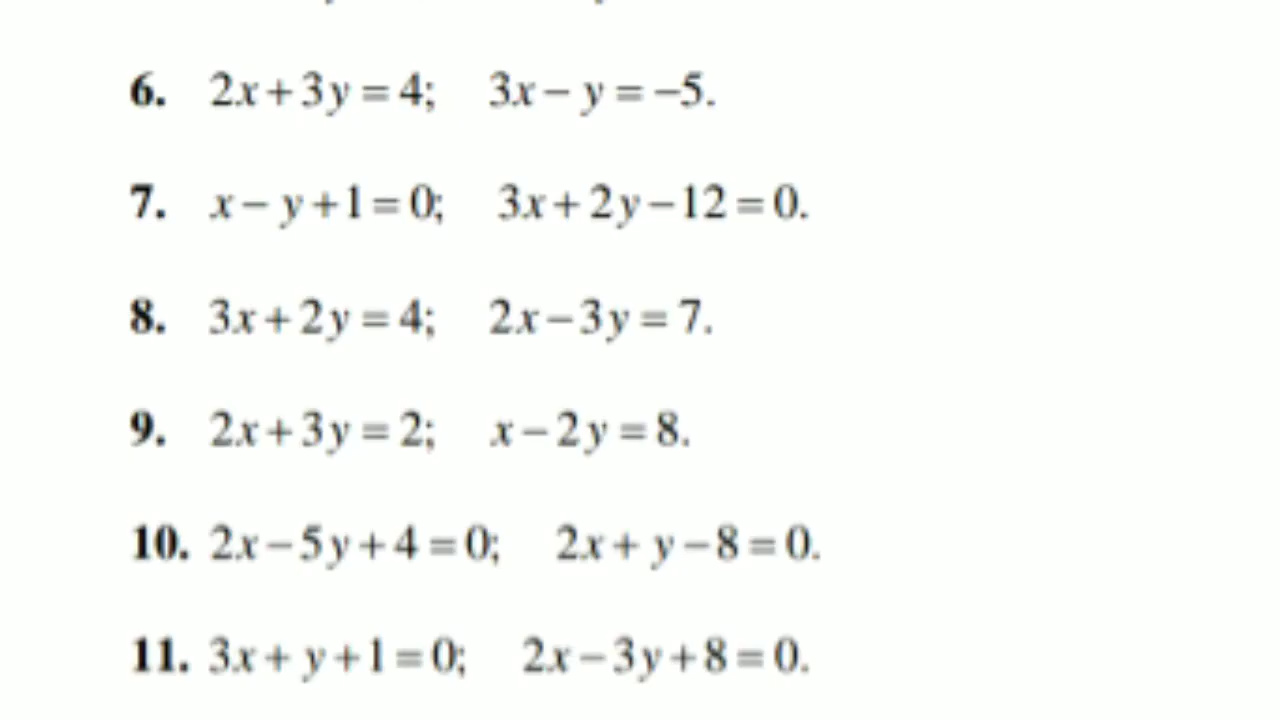 6. 2x+3y=4; 3x-y=-5.
7. x-y+1=0; 3x+2y-12=0.
8. 3x+2y=4; 2x-3y=7.
9. 2x+3y=2; x-2y=8.
10. 2x-5y+4=0; 2x+y-8=0.
11. 3x+y+1=0; 2x-3y+8=0.